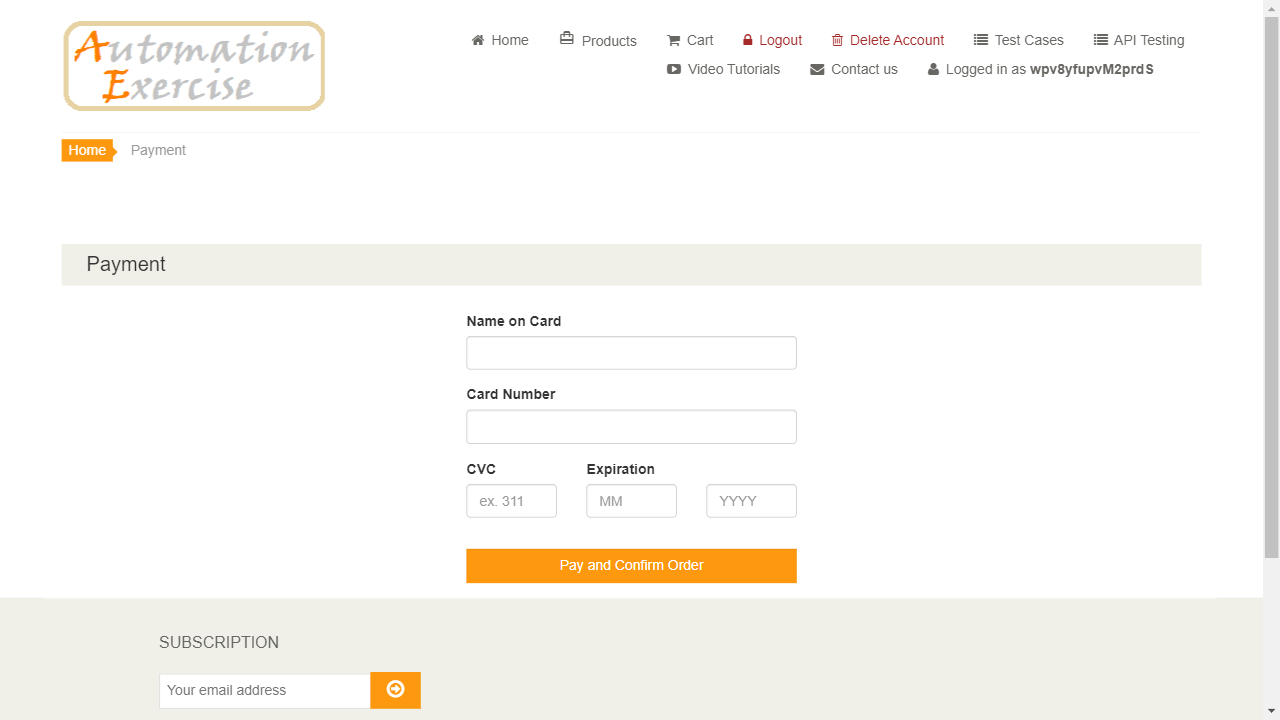 Automation
Exercise
Home Products Cart Logout Delete Account Test Cases API Testing
Video Tutorials Contact us Logged in as wpv8yfupvM2prdS
Home Payment
Payment
Name on Card
Card Number
CVC Expiration
ex. 311 MM YYYY
Pay and Confirm Order
SUBSCRIPTION
Your email address